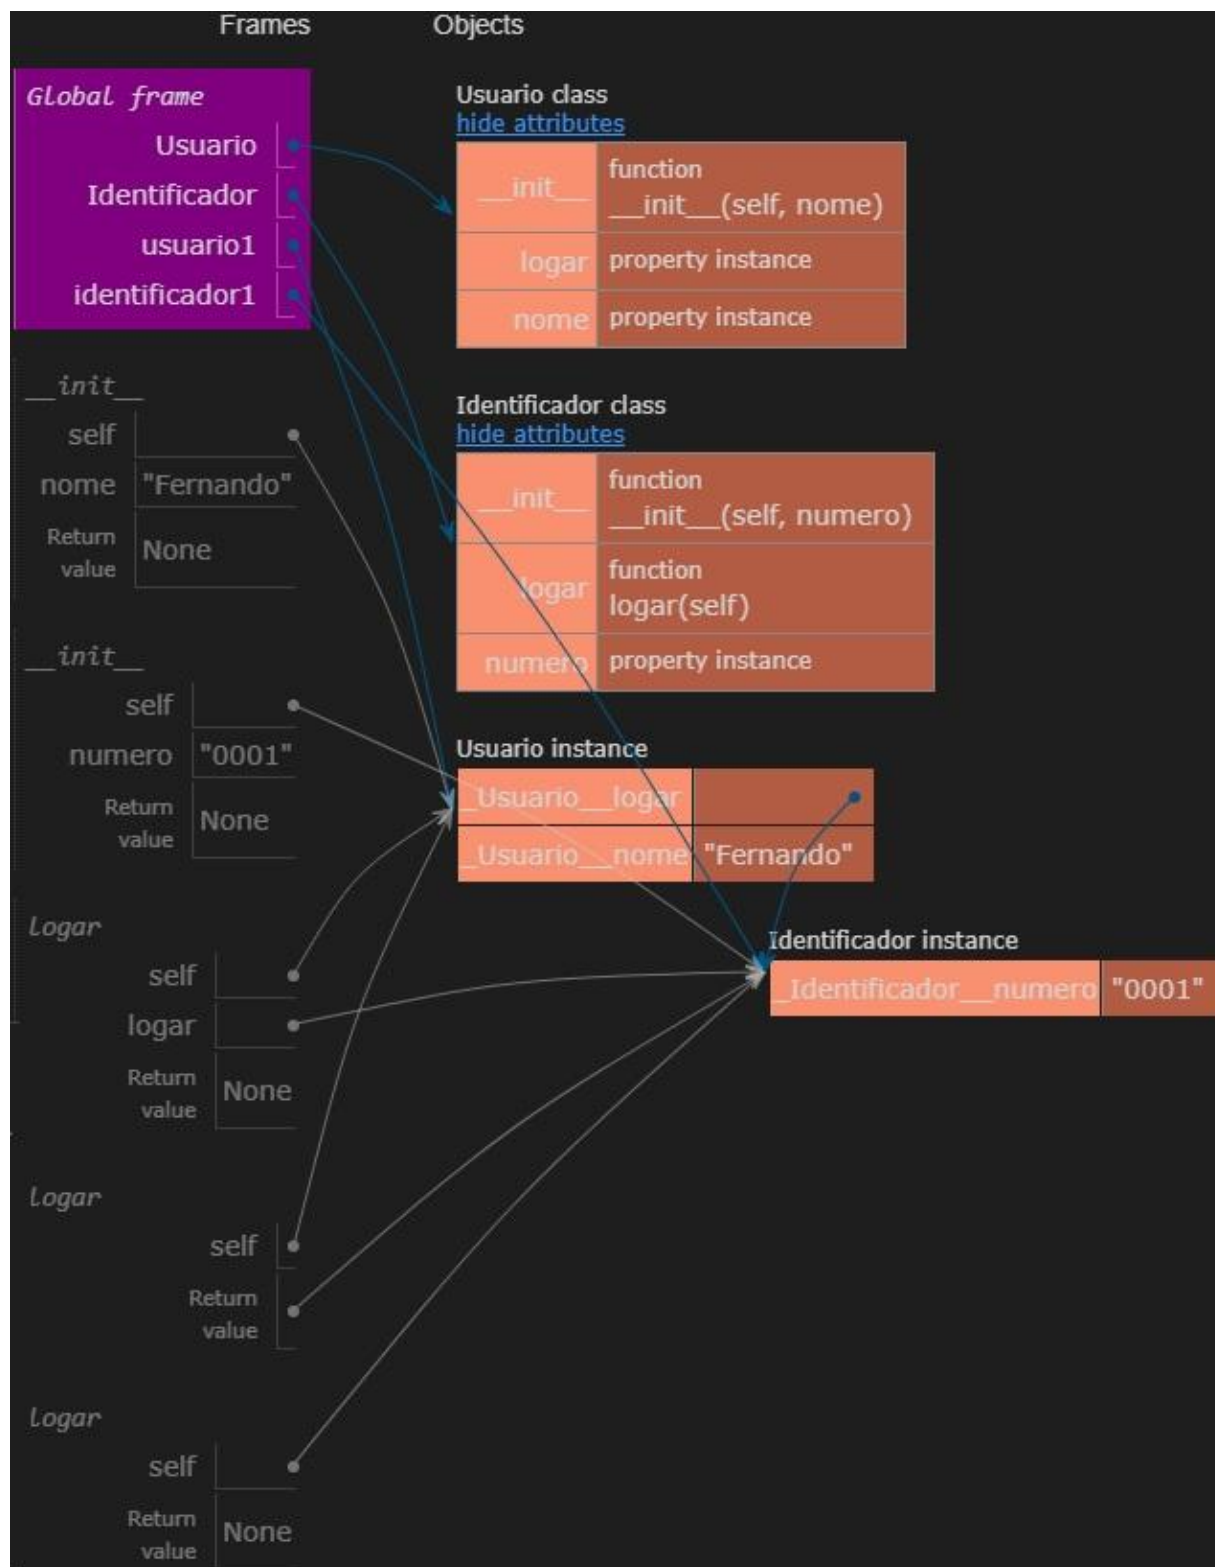 Frames Objects
Global frame
Usuario
Identificador
usuario1
identificador1
__init__
self
nome "Fernando"
Return
value None
__init__
self
numero "0001"
Return
value None
logar
self
logar
Return
value None
logar
self
Return
value
logar
self
Return
value None
Usuario class
hide attributes
__init__ function
__init__(self, nome)
logar property instance
nome property instance
Identificador class
hide attributes
__init__ function
__init__(self, numero)
logar function
logar(self)
numero property instance
Usuario instance
_Usuario__logar
_Usuario__nome "Fernando"
Identificador instance
_Identificador__numero "0001"